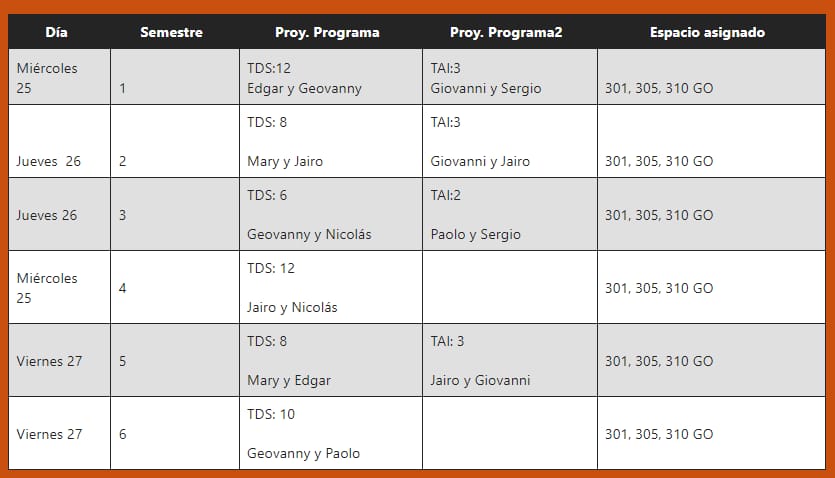 Día Semestre Proy. Programa Proy. Programa2 Espacio asignado
Miércoles 25 1 TDS:12 TAI:3 301, 305, 310 GO
Edgar y Geovanny Giovanni y Sergio
TDS: 8 TAI:3
Jueves 26 2 Mary y Jairo Giovanni y Jairo 301, 305, 310 GO
TDS: 6 TAI:2
Jueves 26 3 301, 305, 310 GO
Geovanny y Nicolás Paolo y Sergio
TDS: 12
Miércoles 25 4 301, 305, 310 GO
Jairo y Nicolás
TDS: 8 TAI: 3
Viernes 27 5 301, 305, 310 GO
Mary y Edgar Jairo y Giovanni
TDS: 10
Viernes 27 6 301, 305, 310 GO
Geovanny y Paolo